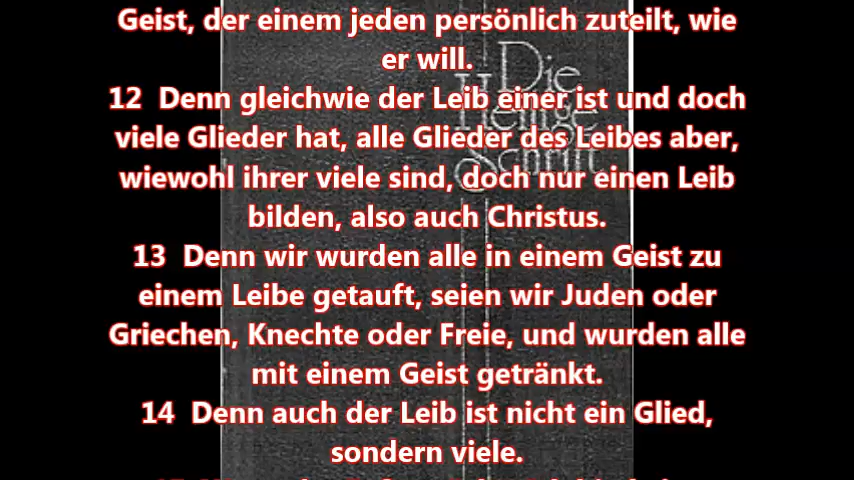 Geist, der einem jeden persönlich zuteilt, wie
er will.
12 Denn gleichwie der Leib einer ist und doch
viele Glieder hat, alle Glieder des Leibes aber,
wiewohl ihrer viele sind, doch nur einen Leib
bilden, also auch Christus.
13 Denn wir wurden alle in einem Geist zu
einem Leibe getauft, seien wir Juden oder
Griechen, Knechte oder Freie, und wurden alle
mit einem Geist getränkt.
14 Denn auch der Leib ist nicht ein Glied,
sondern viele.
Die
Heilige
Schrift